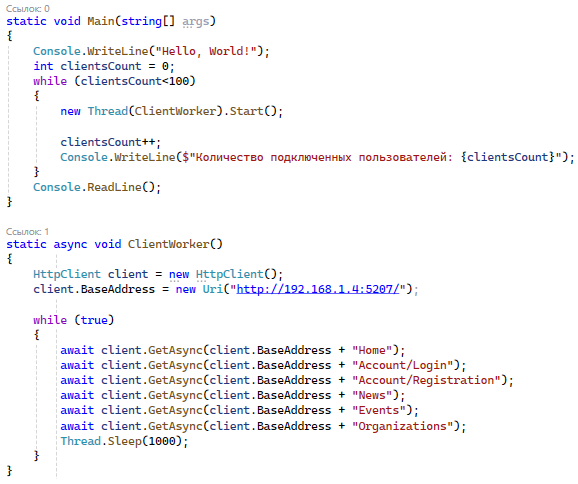 Ссылок: 0
static void Main(string[] args)
{
Console.WriteLine("Hello, World!");
int clientsCount = 0;
while (clientsCount<100)
{
new Thread(ClientWorker).Start();
clientsCount++;
Console.WriteLine($"Количество подключенных пользователей: {clientsCount}");
}
Console.ReadLine();
}
Ссылок: 1
static async void ClientWorker()
{
HttpClient client = new HttpClient();
client.BaseAddress = new Uri("http://192.168.1.4:5207/");
while (true)
{
await client.GetAsync(client.BaseAddress + "Home");
await client.GetAsync(client.BaseAddress + "Account/Login");
await client.GetAsync(client.BaseAddress + "Account/Registration");
await client.GetAsync(client.BaseAddress + "News");
await client.GetAsync(client.BaseAddress + "Events");
await client.GetAsync(client.BaseAddress + "Organizations");
Thread.Sleep(1000);
}
}